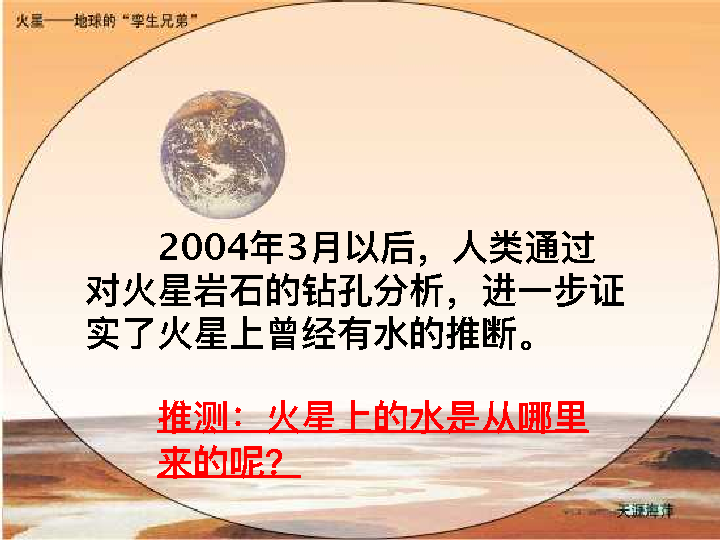 火星——地球的“孪生兄弟”
2004年3月以后，人类通过
对火星岩石的钻孔分析，进一步证
实了火星上曾经有水的推断。
推测：火星上的水是从哪里
来的呢？
天涯海洋